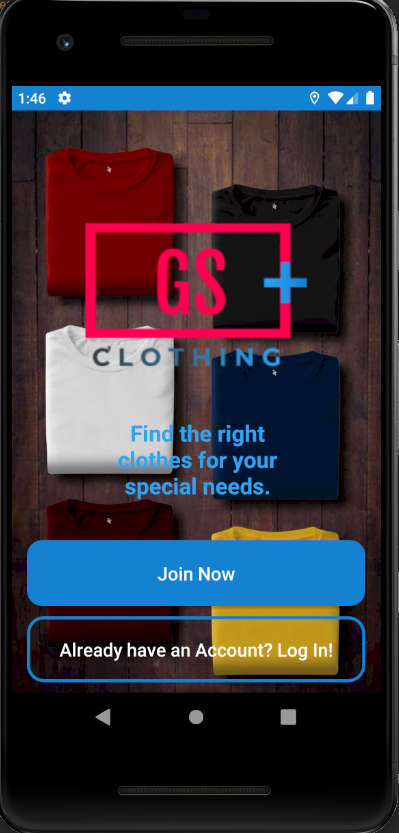 1:46
GS+
CLOTHING
Find the right
clothes for your
special needs.
Join Now
Already have an Account? Log In!